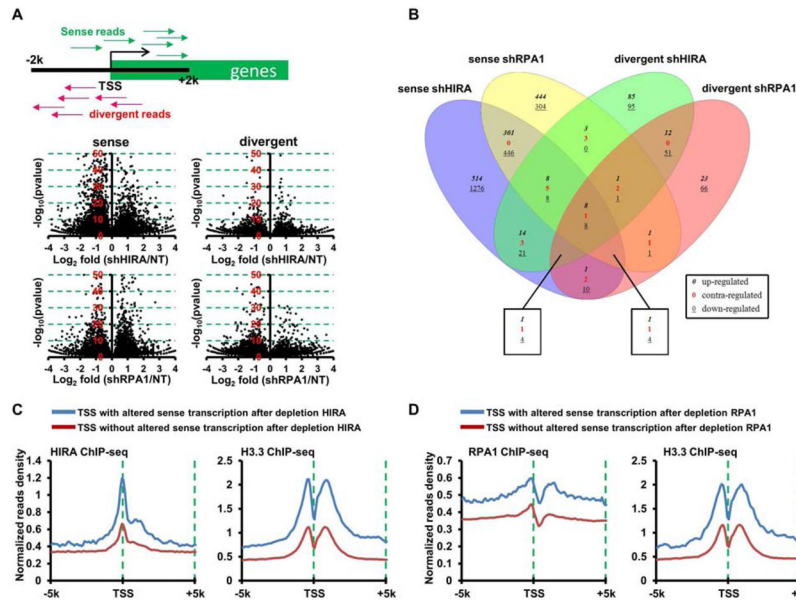 A
Sense reads
-2k
genes
TSS
+2k
divergent reads
sense
divergent
-log10(pvalue)
60
50
40
30
20
10
0
-4 -3 -2 -1 0 1 2 3 4
Log2 fold (shHIRA/NT)
-log10(pvalue)
60
50
40
30
20
10
0
-4 -3 -2 -1 0 1 2 3 4
Log2 fold (shHIRA/NT)
-log10(pvalue)
60
50
40
30
20
10
0
-4 -3 -2 -1 0 1 2 3 4
Log2 fold (shRPA1/NT)
-log10(pvalue)
60
50
40
30
20
10
0
-4 -3 -2 -1 0 1 2 3 4
Log2 fold (shRPA1/NT)
B
sense shRPA1
divergent shHIRA
sense shHIRA
divergent shRPA1
444
304
85
95
361
0
446
3
3
0
12
0
51
514
1276
8
5
8
1
2
1
23
66
8
1
8
14
3
21
1
1
1
2
10
# up-regulated
0 contra-regulated
0 down-regulated
1
1
4
1
1
4
C
TSS with altered sense transcription after depletion HIRA
TSS without altered sense transcription after depletion HIRA
HIRA ChIP-seq
Normalized reads density
1.4
1.2
1.0
0.8
0.6
0.4
0.2
0
-5k TSS +5k
H3.3 ChIP-seq
2.5
2
1.5
1
0.5
0
-5k TSS +5k
D
TSS with altered sense transcription after depletion RPA1
TSS without altered sense transcription after depletion RPA1
RPA1 ChIP-seq
Normalized reads density
0.8
0.6
0.4
0.2
0
-5k TSS +5k
H3.3 ChIP-seq
2.5
2
1.5
1
0.5
0
-5k TSS